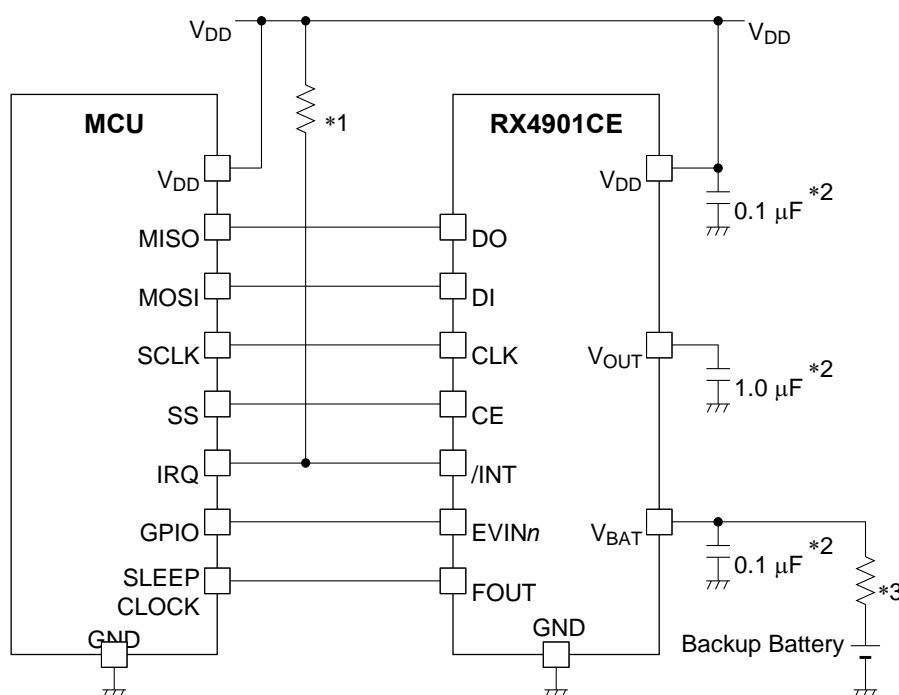 VDD VDD
MCU *1 RX4901CE
VDD VDD
0.1 μF *2
MISO DO
MOSI DI
SCLK CLK VOUT
1.0 μF *2
SS CE
IRQ /INT
GPIO EVINn VBAT
0.1 μF *2
SLEEP
CLOCK FOUT *3
GND GND Backup Battery